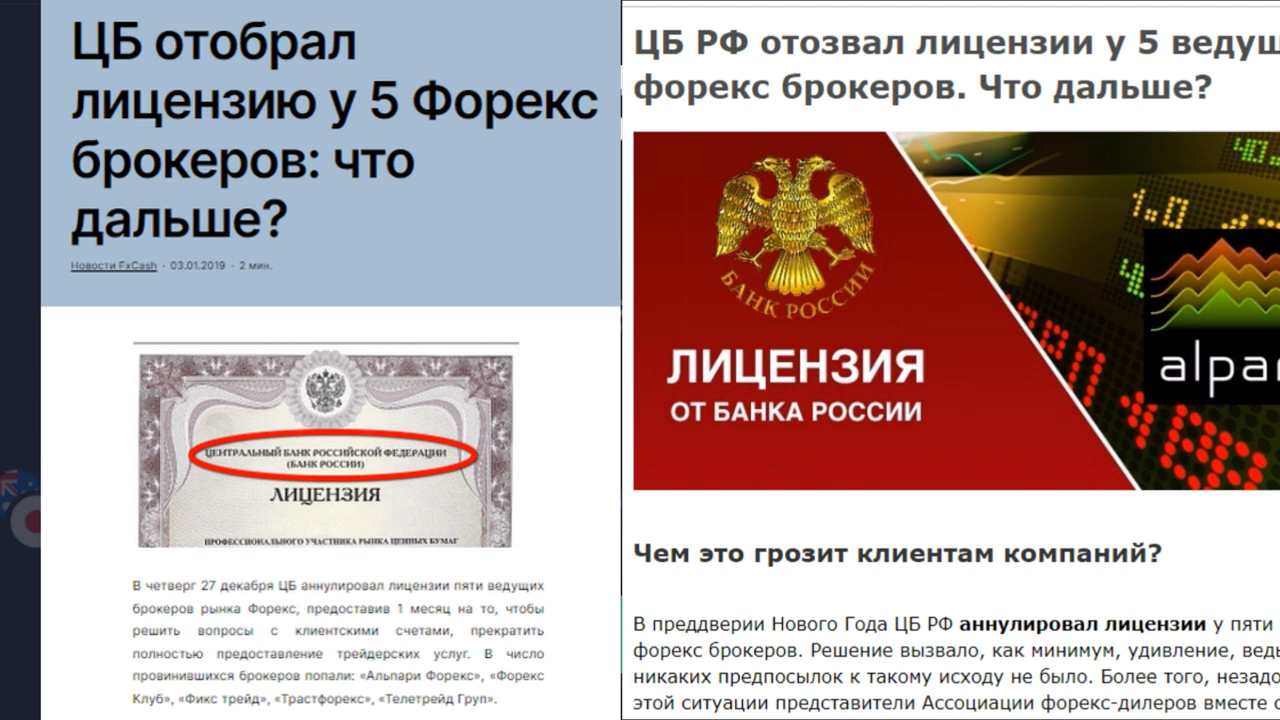 ЦБ отобрал
лицензию у 5 Форекс
брокеров: что
дальше?
Новости FxCash · 03.01.2019 · 2 мин.
ЦЕНТРАЛЬНЫЙ БАНК РОССИЙСКОЙ ФЕДЕРАЦИИ
(БАНК РОССИИ)
ЛИЦЕНЗИЯ
ПРОФЕССИОНАЛЬНОГО УЧАСТНИКА РЫНКА ЦЕННЫХ БУМАГ
В четверг 27 декабря ЦБ аннулировал лицензии пяти ведущих
брокеров рынка Форекс, предоставив 1 месяц на то, чтобы
решить вопросы с клиентскими счетами, прекратить
полностью предоставление трейдерских услуг. В число
провинившихся брокеров попали: «Альпари Форекс», «Форекс
Клуб», «Фикс трейд», «Трастфорекс», «Телетрейд Груп».
ЦБ РФ отозвал лицензии у 5 ведущ
форекс брокеров. Что дальше?
БАНК РОССИИ
ЛИЦЕНЗИЯ
ОТ БАНКА РОССИИ
40
1.0
alpa
Чем это грозит клиентам компаний?
В преддверии Нового Года ЦБ РФ аннулировал лицензии у пяти
форекс брокеров. Решение вызвало, как минимум, удивление, ведь
никаких предпосылок к такому исходу не было. Более того, незадо
этой ситуации представители Ассоциации форекс-дилеров вместе с